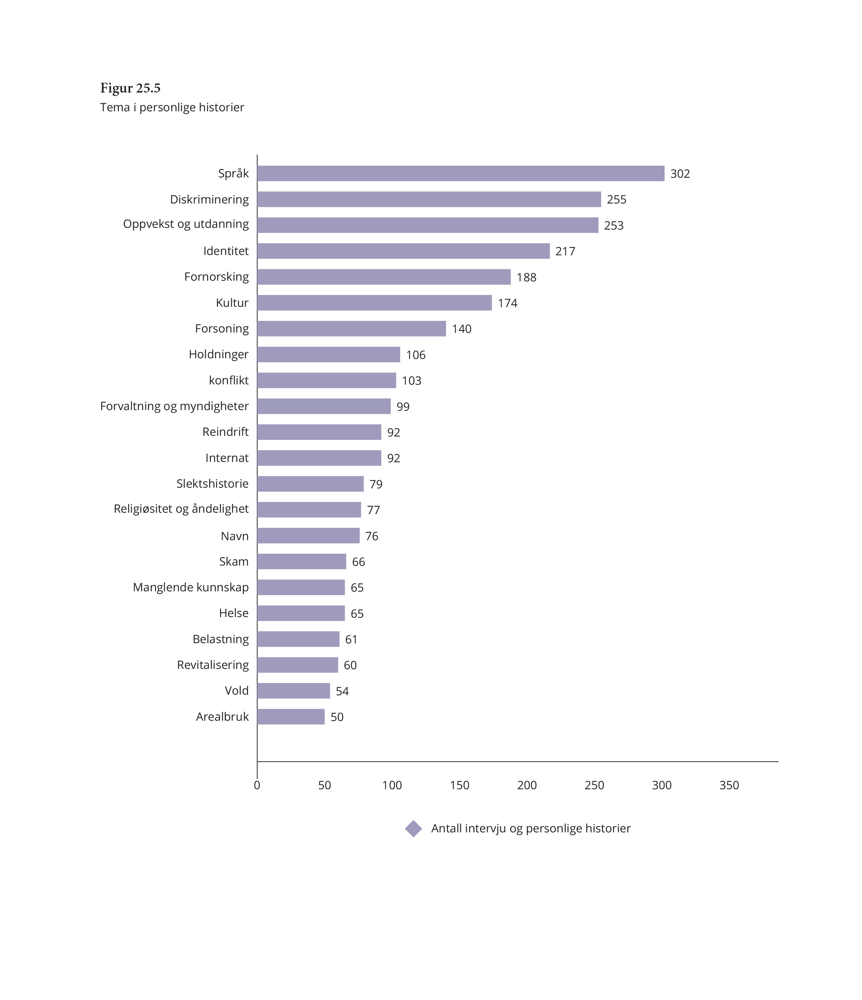 Figur 25.5
Tema i personlige historier
Språk 302
Diskriminering 255
Oppvekst og utdanning 253
Identitet 217
Fornorsking 188
Kultur 174
Forsoning 140
Holdninger 106
konflikt 103
Forvaltning og myndigheter 99
Reindrift 92
Internat 92
Slektshistorie 79
Religiøsitet og åndelighet 77
Navn 76
Skam 66
Manglende kunnskap 65
Helse 65
Belastning 61
Revitalisering 60
Vold 54
Arealbruk 50
0 50 100 150 200 250 300 350
Antall intervju og personlige historier